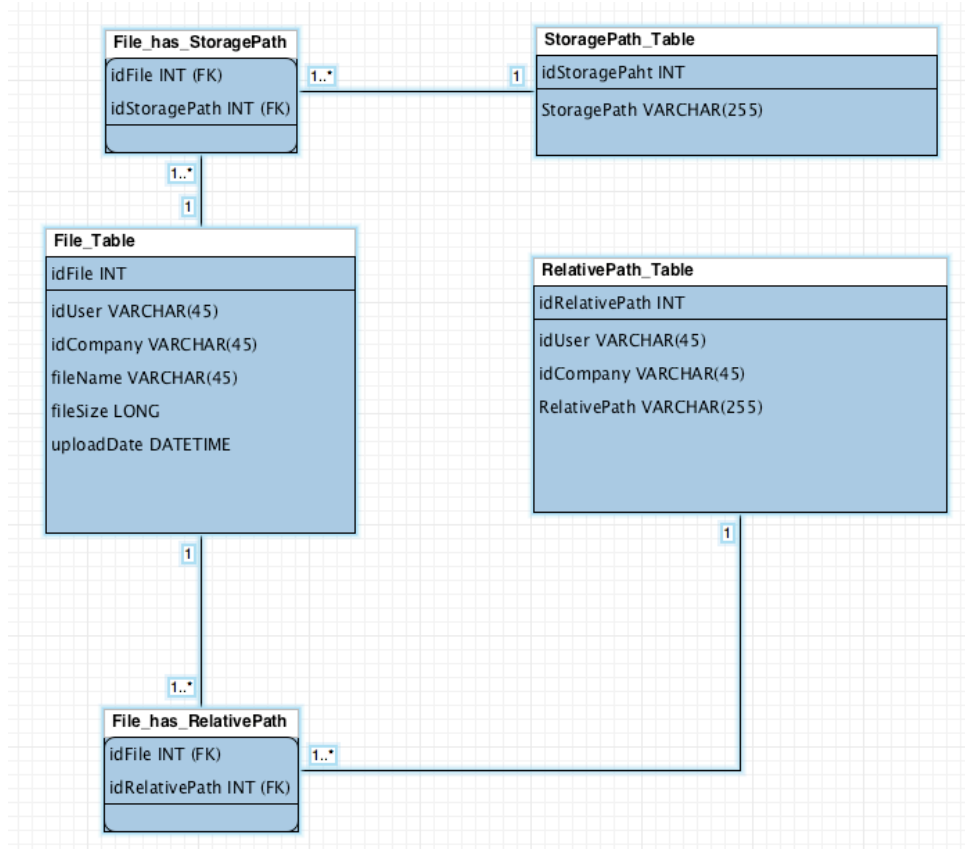 File_has_StoragePath
idFile INT (FK)
idStoragePath INT (FK)
1..*
1
StoragePath_Table
idStoragePaht INT
StoragePath VARCHAR(255)
1..*
1
File_Table
idFile INT
idUser VARCHAR(45)
idCompany VARCHAR(45)
fileName VARCHAR(45)
fileSize LONG
uploadDate DATETIME
RelativePath_Table
idRelativePath INT
idUser VARCHAR(45)
idCompany VARCHAR(45)
RelativePath VARCHAR(255)
1
1
1..*
File_has_RelativePath
idFile INT (FK)
idRelativePath INT (FK)
1..*